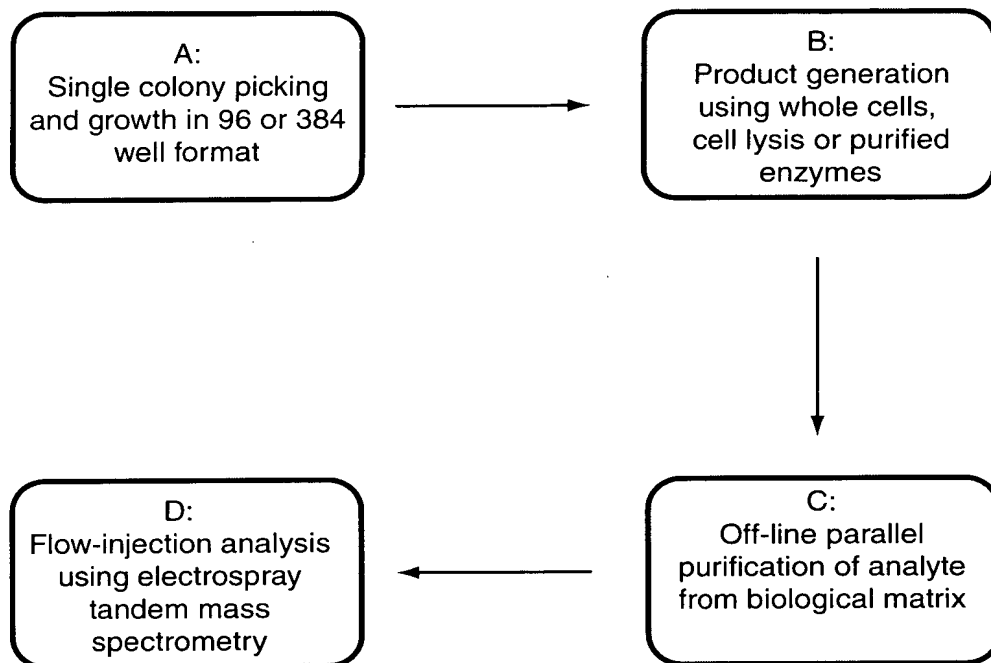 A:
Single colony picking
and growth in 96 or 384
well format
B:
Product generation
using whole cells,
cell lysis or purified
enzymes
C:
Off-line parallel
purification of analyte
from biological matrix
D:
Flow-injection analysis
using electrospray
tandem mass
spectrometry